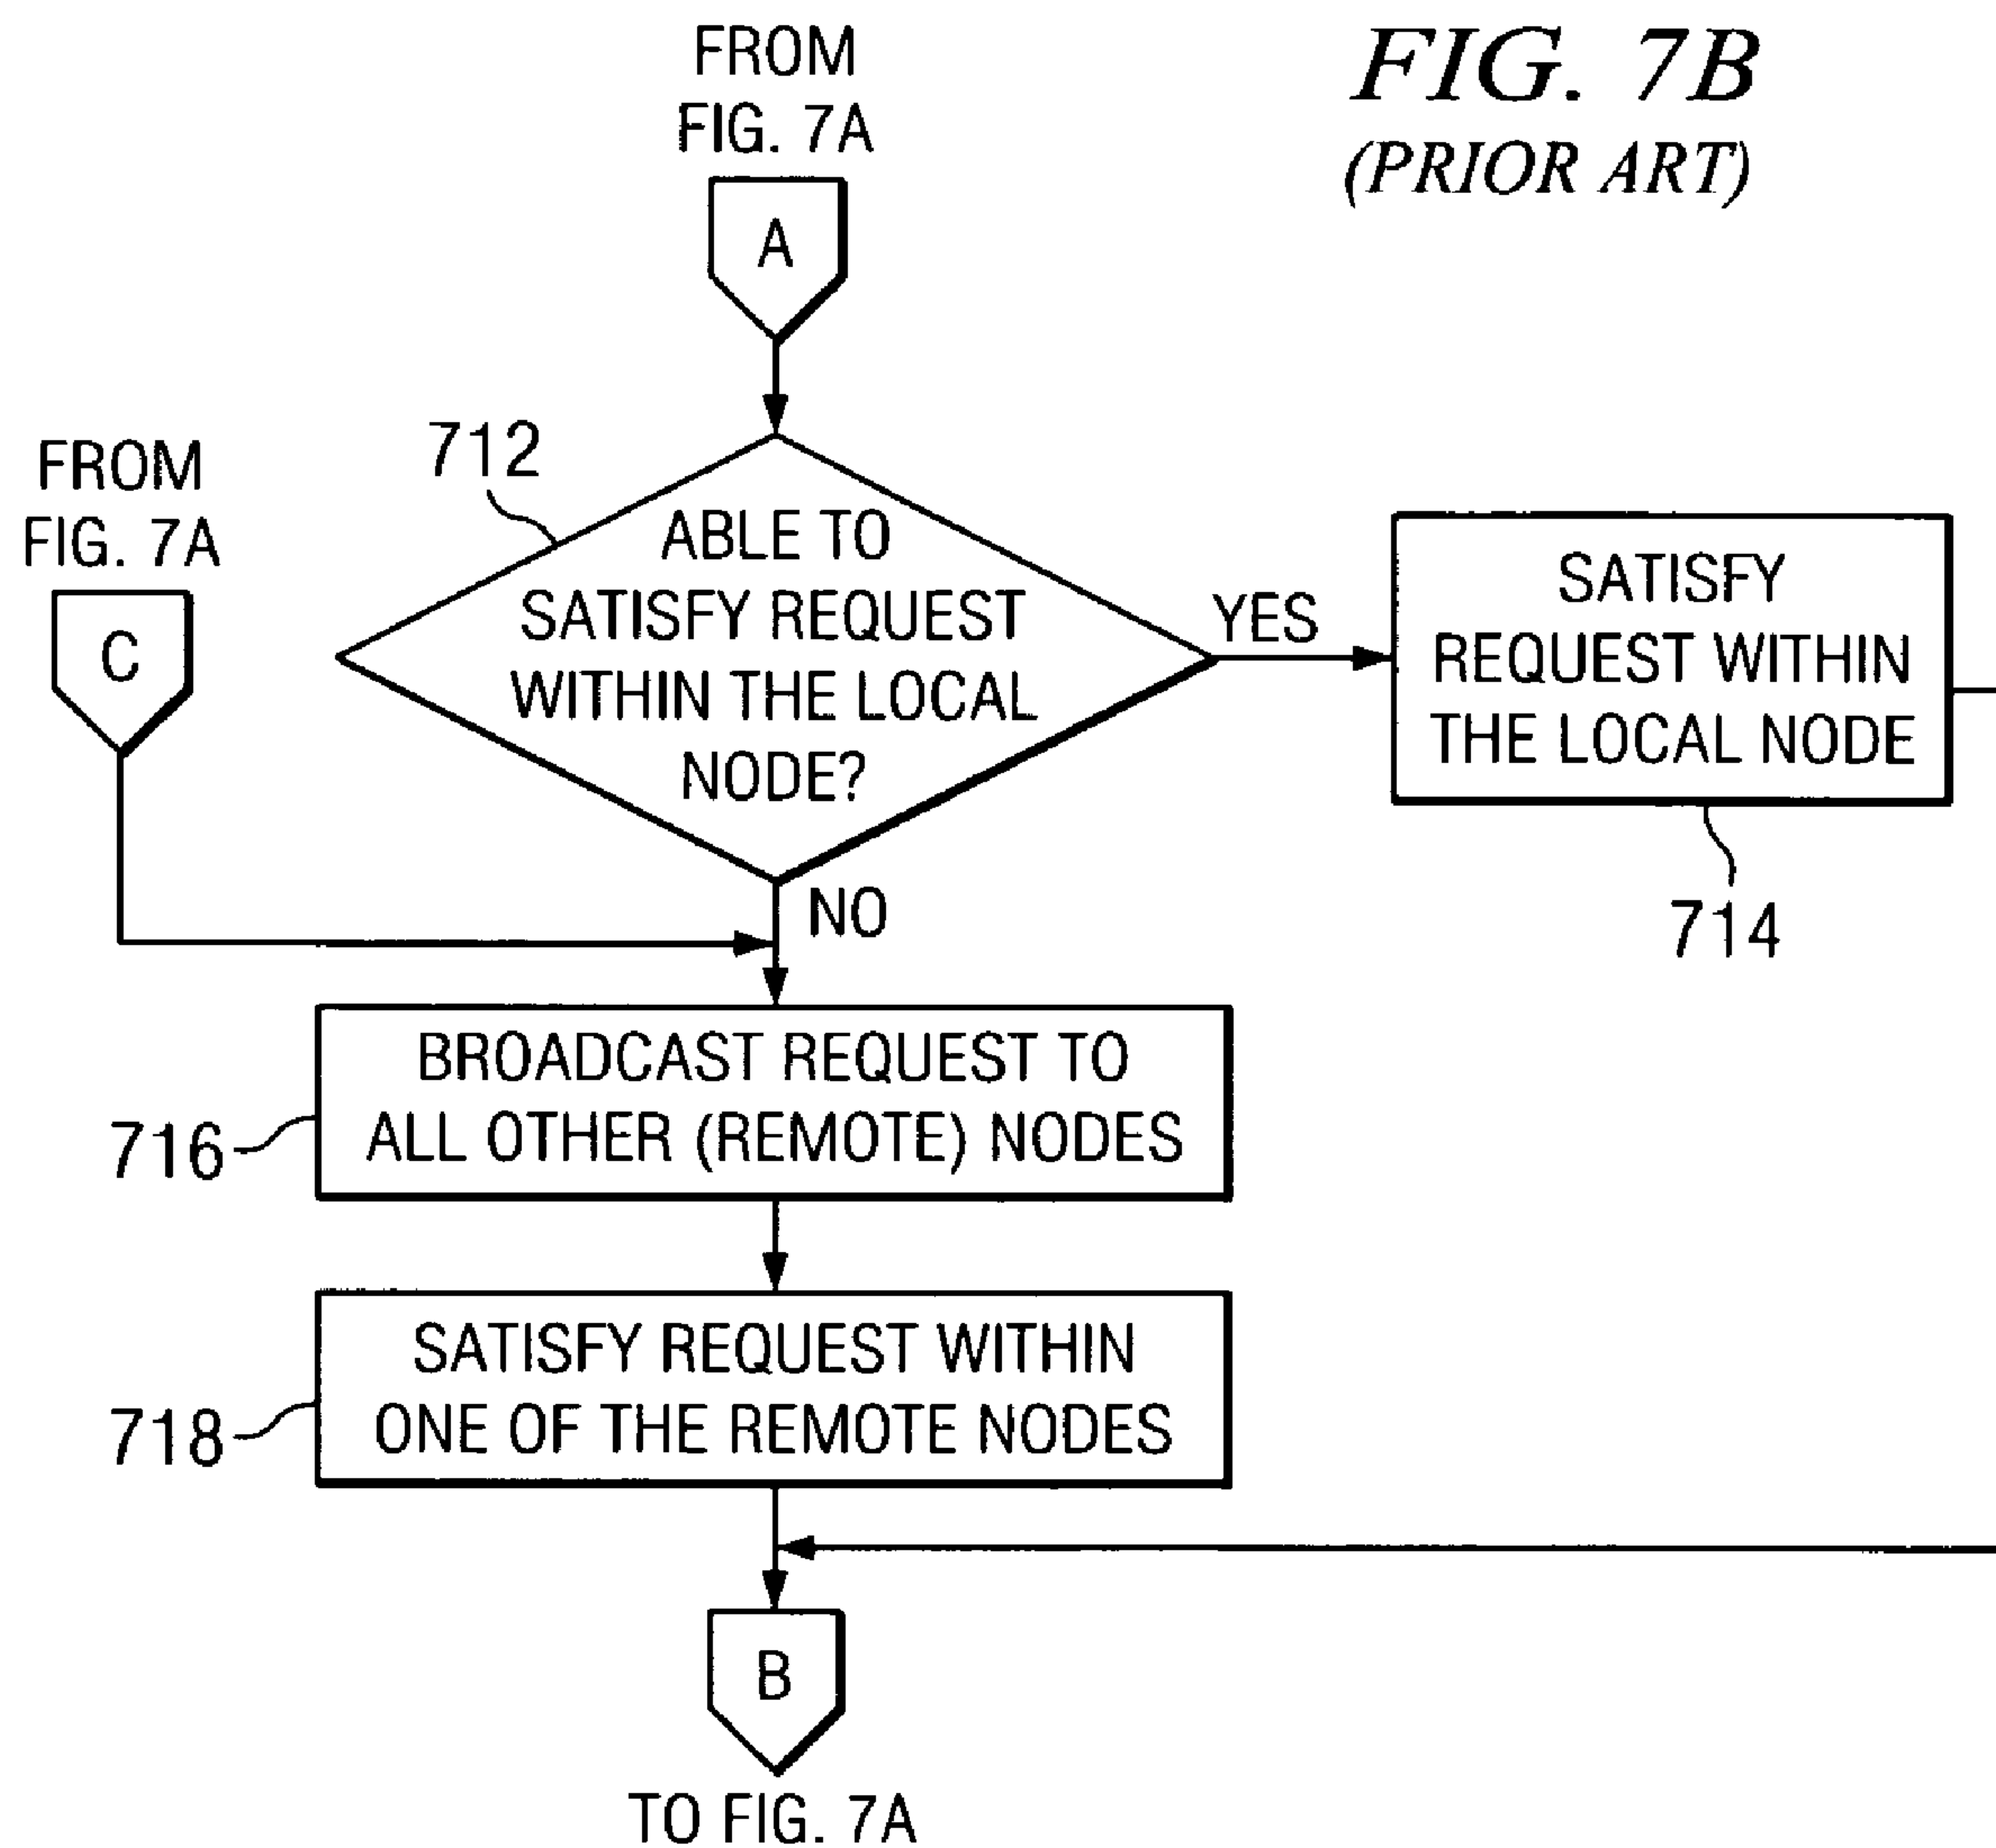 FROM
FIG. 7A
FIG. 7B
(PRIOR ART)
A
712
ABLE TO
SATISFY REQUEST
WITHIN THE LOCAL
NODE?
YES
SATISFY
REQUEST WITHIN
THE LOCAL NODE
714
FROM
FIG. 7A
C
NO
BROADCAST REQUEST TO
ALL OTHER (REMOTE) NODES
716
SATISFY REQUEST WITHIN
ONE OF THE REMOTE NODES
718
B
TO FIG. 7A